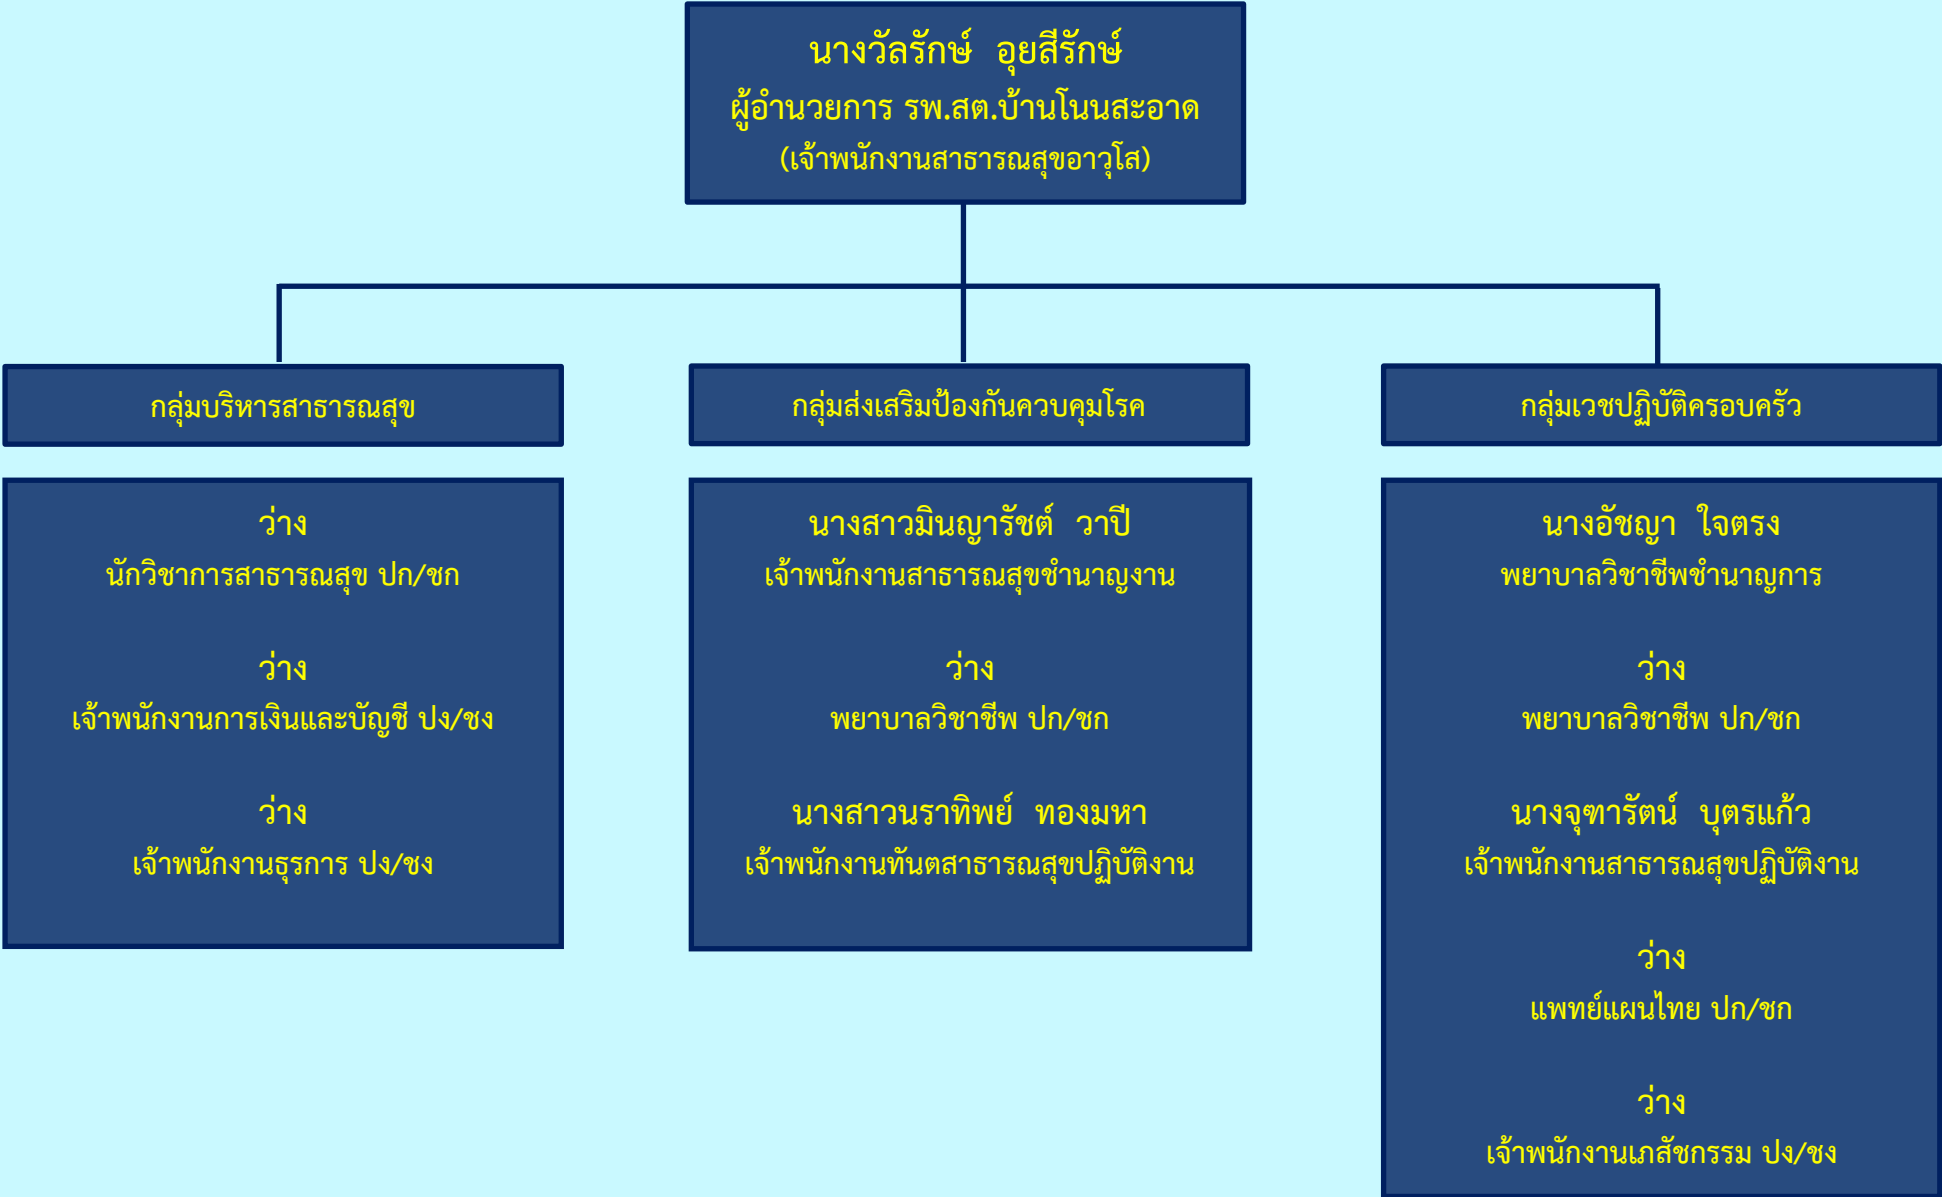 นางวัลรักษ์ อุยสีรักษ์
ผู้อำนวยการ รพ.สต.บ้านโนนสะอาด
(เจ้าพนักงานสาธารณสุขอาวุโส)
กลุ่มบริหารสาธารณสุข
ว่าง
นักวิชาการสาธารณสุข ปก/ชก
ว่าง
เจ้าพนักงานการเงินและบัญชี ปง/ชง
ว่าง
เจ้าพนักงานธุรการ ปง/ชง
กลุ่มส่งเสริมป้องกันควบคุมโรค
นางสาวมินญารัชต์ วาปี
เจ้าพนักงานสาธารณสุขชำนาญงาน
ว่าง
พยาบาลวิชาชีพ ปก/ชก
นางสาวนราทิพย์ ทองมหา
เจ้าพนักงานทันตสาธารณสุขปฏิบัติงาน
กลุ่มเวชปฏิบัติครอบครัว
นางอัชญา ใจตรง
พยาบาลวิชาชีพชำนาญการ
ว่าง
พยาบาลวิชาชีพ ปก/ชก
นางจุฑารัตน์ บุตรแก้ว
เจ้าพนักงานสาธารณสุขปฏิบัติงาน
ว่าง
แพทย์แผนไทย ปก/ชก
ว่าง
เจ้าพนักงานเภสัชกรรม ปง/ชง